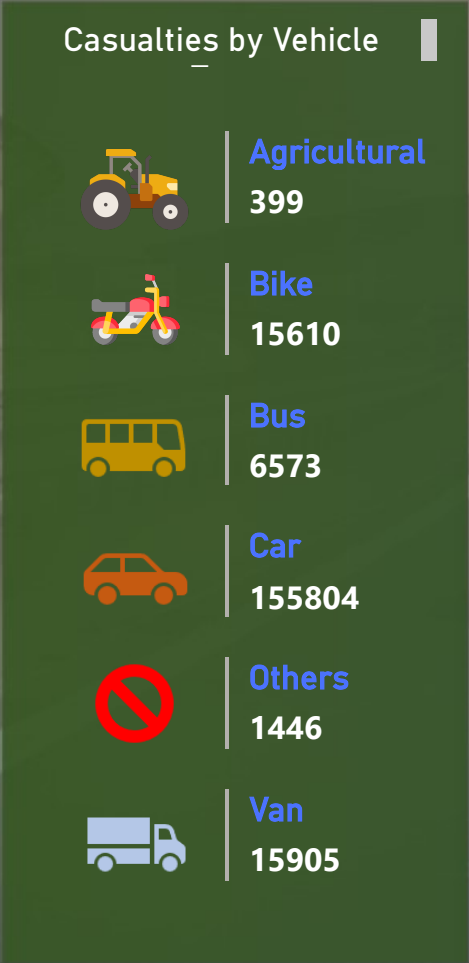 Casualties by Vehicle
Agricultural
399
Bike
15610
Bus
6573
Car
155804
Others
1446
Van
15905